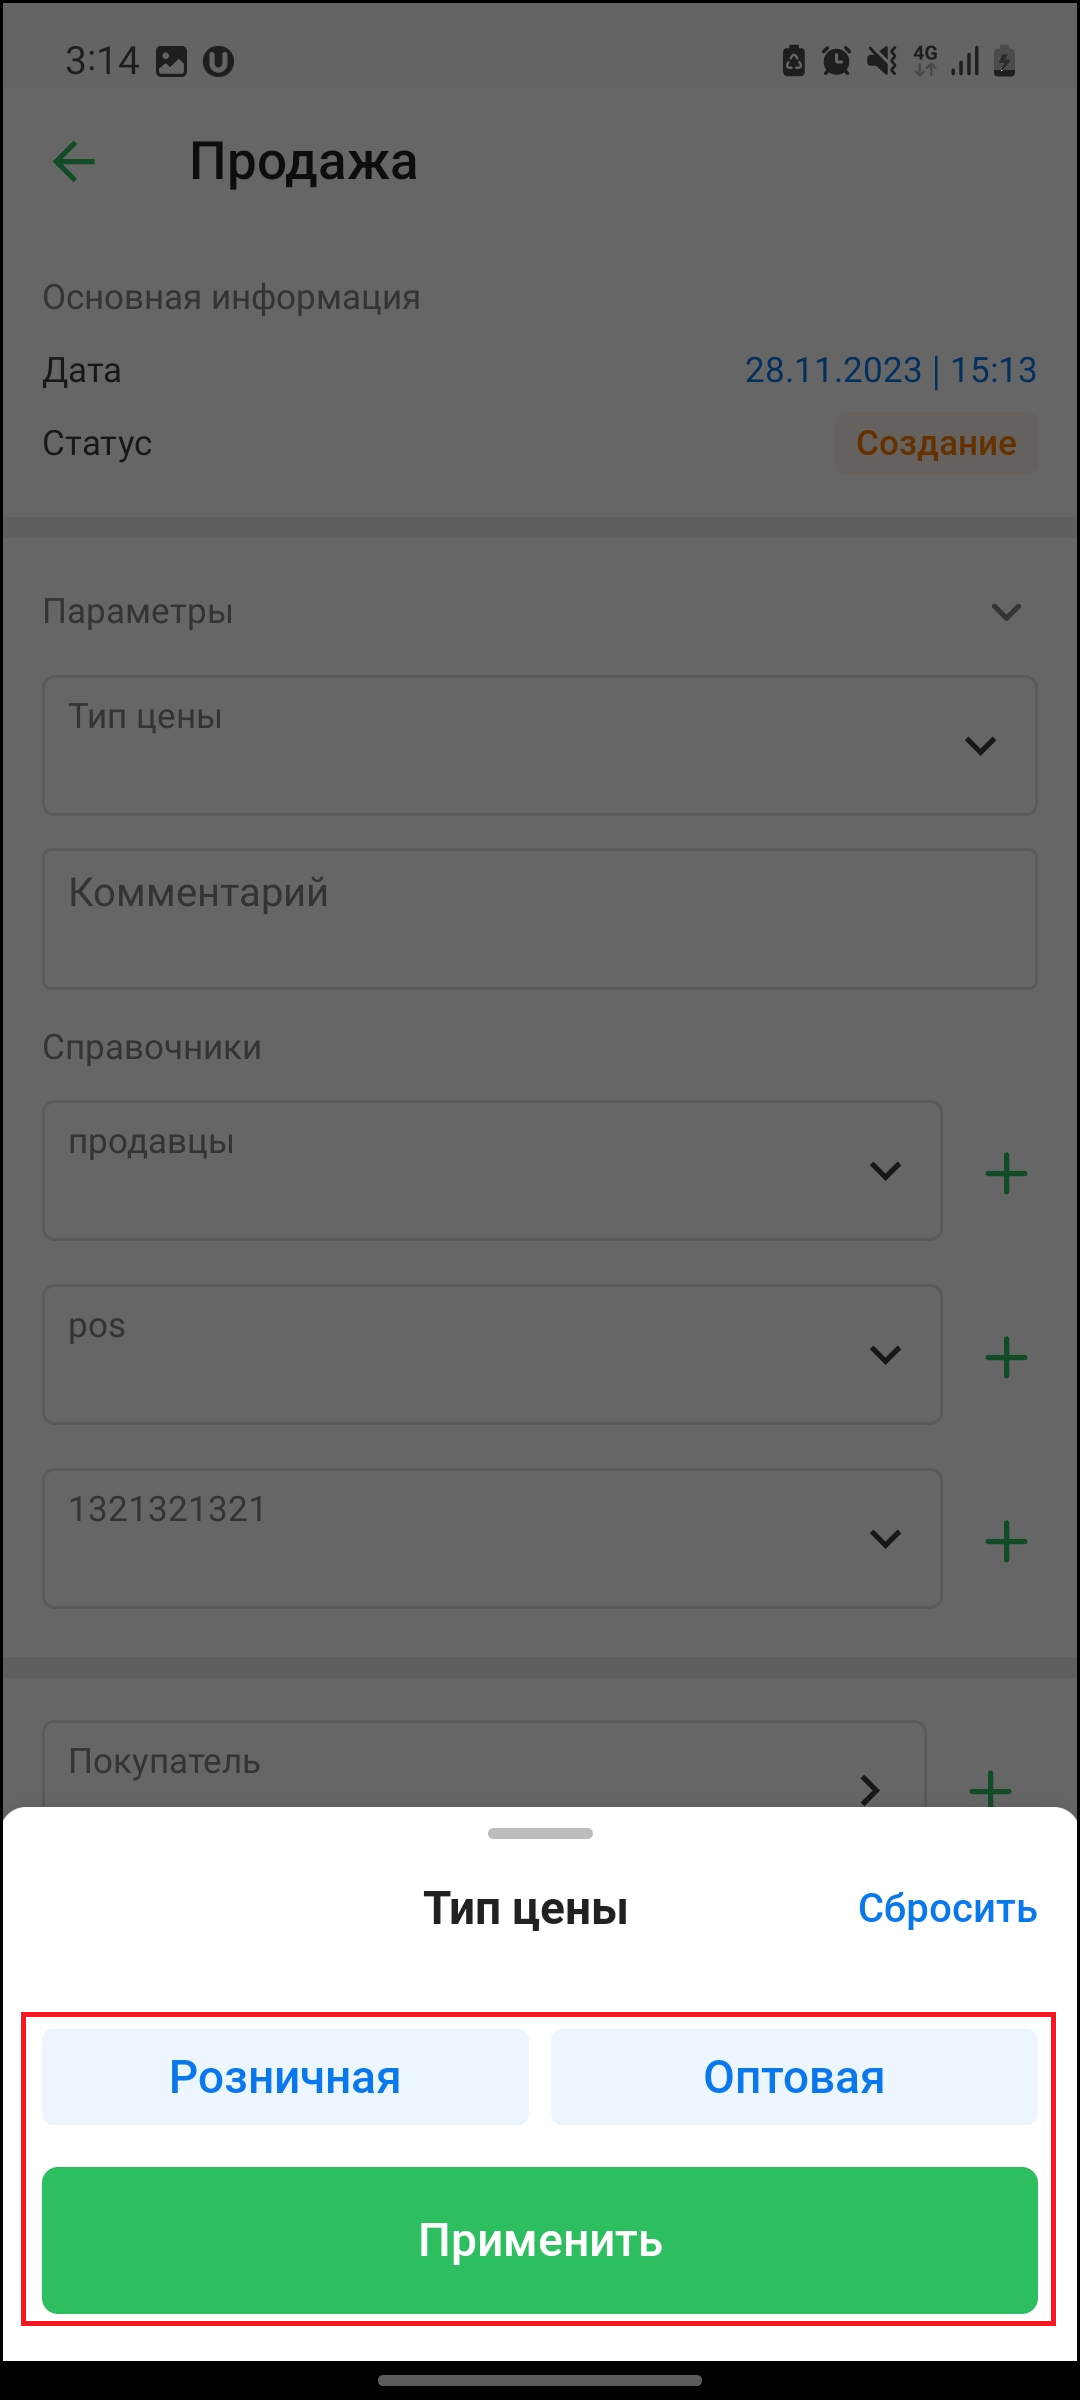 3:14
4G
Продажа
Основная информация
Дата 28.11.2023 | 15:13
Статус Создание
Параметры
Тип цены
Комментарий
Справочники
продавцы
pos
1321321321
Покупатель
Тип цены Сбросить
Розничная Оптовая
Применить